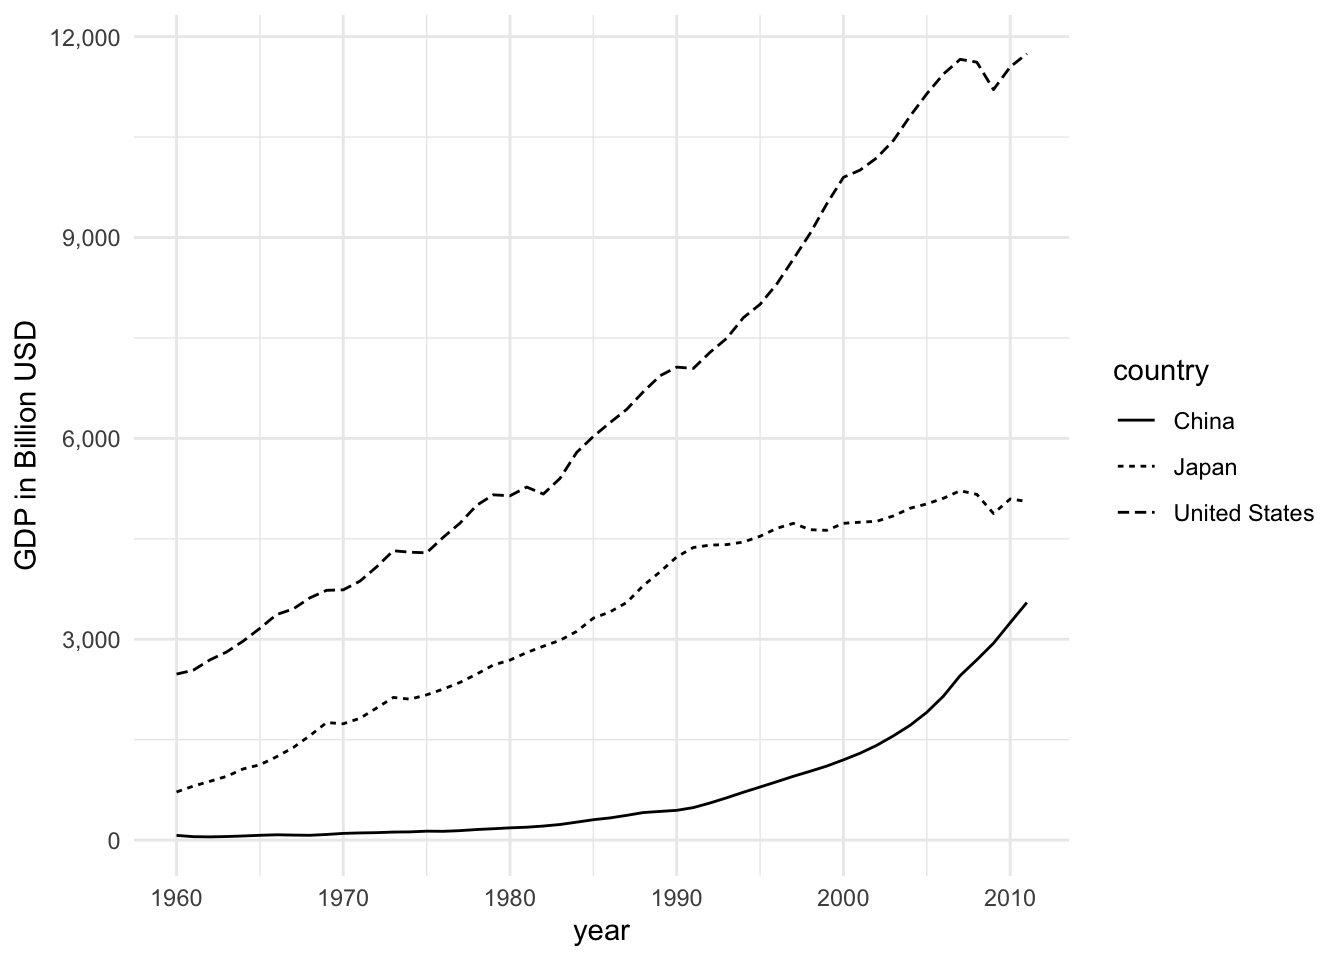 12,000
9,000
6,000
3,000
0
GDP in Billion USD
1960 1970 1980 1990 2000 2010
year
country
China
Japan
United States